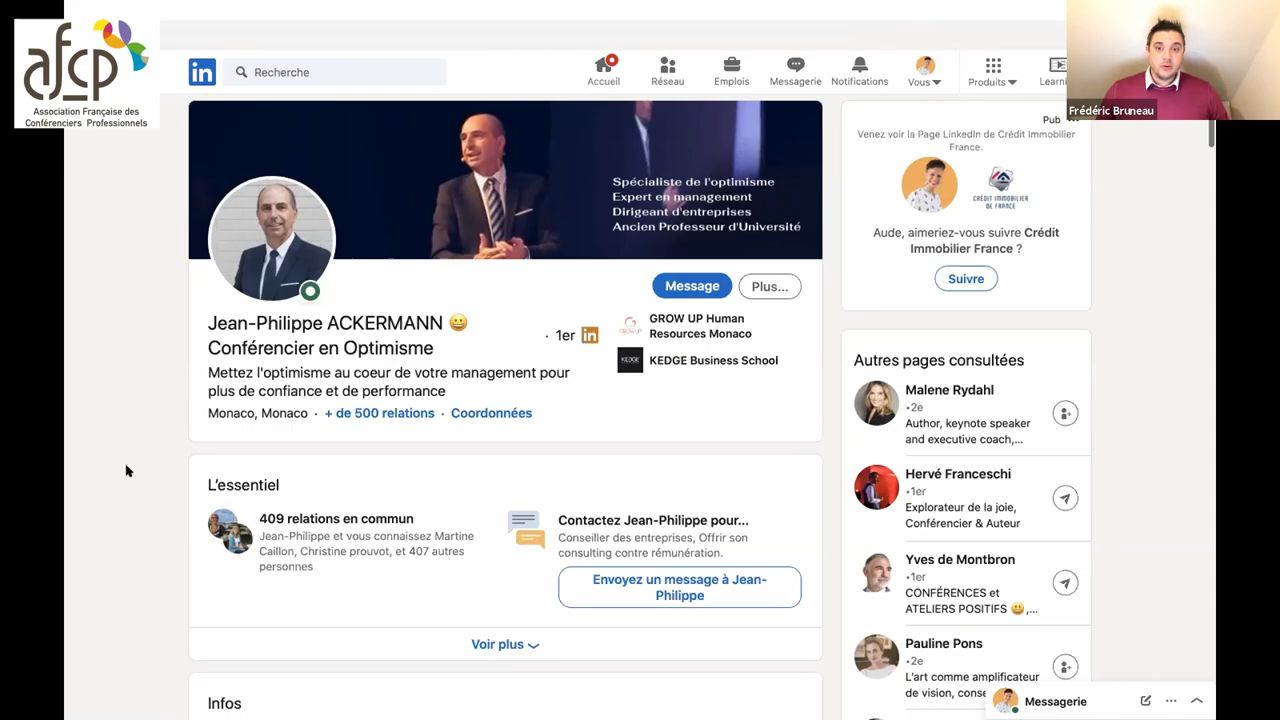 afcp
Association Française des
Conférenciers Professionnels
in
Recherche
Accueil
Réseau
Emplois
Messagerie
Notifications
Vous
Produits
Frédéric Bruneau
Spécialiste de l'optimisme
Expert en management
Dirigeant d'entreprises
Ancien Professeur d'Université
Message
Plus...
Jean-Philippe ACKERMANN 😀
Conférencier en Optimisme
· 1er in
Mettez l'optimisme au coeur de votre management pour
plus de confiance et de performance
Monaco, Monaco · + de 500 relations · Coordonnées
GROW UP Human
Resources Monaco
KEDGE
KEDGE Business School
L'essentiel
409 relations en commun
Jean-Philippe et vous connaissez Martine
Caillon, Christine prouvot, et 407 autres
personnes
Contactez Jean-Philippe pour...
Conseiller des entreprises, Offrir son
consulting contre rémunération.
Envoyez un message à Jean-
Philippe
Voir plus
Infos
Pub
Venez voir la Page LinkedIn de Crédit Immobilier
France.
CRÉDIT IMMOBILIER
DE FRANCE
Aude, aimeriez-vous suivre Crédit
Immobilier France ?
Suivre
Autres pages consultées
Malene Rydahl
•2e
Author, keynote speaker
and executive coach,...
Hervé Franceschi
•1er
Explorateur de la joie,
Conférencier & Auteur
Yves de Montbron
•1er
CONFÉRENCES et
ATELIERS POSITIFS 😃,...
Pauline Pons
•2e
L'art comme amplificateur
de vision,
Messagerie